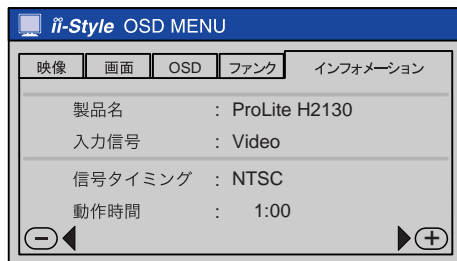 ii-Style OSD MENU
映像 画面 OSD ファンク インフォメーション
製品名 : ProLite H2130
入力信号 : Video
信号タイミング : NTSC
動作時間 : 1:00